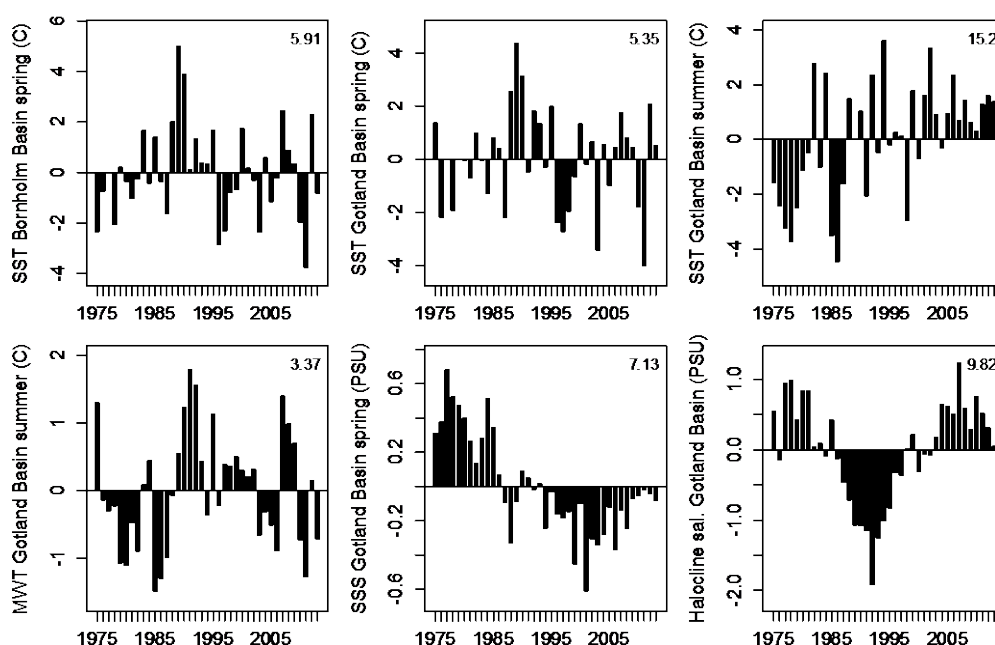 SST Bornholm Basin spring (C)
6
4
2
0
-2
-4
5.91
1975 1985 1995 2005
SST Gotland Basin spring (C)
4
2
0
-2
-4
5.35
1975 1985 1995 2005
SST Gotland Basin summer (C)
4
2
0
-2
-4
15.2
1975 1985 1995 2005
MWT Gotland Basin summer (C)
2
1
0
-1
3.37
1975 1985 1995 2005
SSS Gotland Basin spring (PSU)
0.6
0.2
-0.2
-0.6
7.13
1975 1985 1995 2005
Halocline sal. Gotland Basin (PSU)
1.0
0.0
-1.0
-2.0
9.82
1975 1985 1995 2005